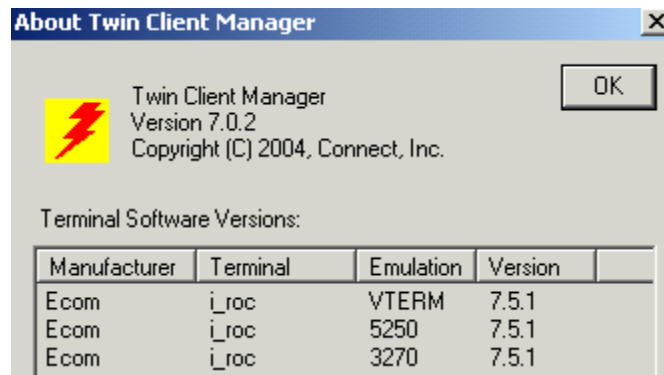 About Twin Client Manager
OK
Twin Client Manager
Version 7.0.2
Copyright (C) 2004, Connect, Inc.
Terminal Software Versions:
Manufacturer Terminal Emulation Version
Ecom i_roc VTERM 7.5.1
Ecom i_roc 5250 7.5.1
Ecom i_roc 3270 7.5.1